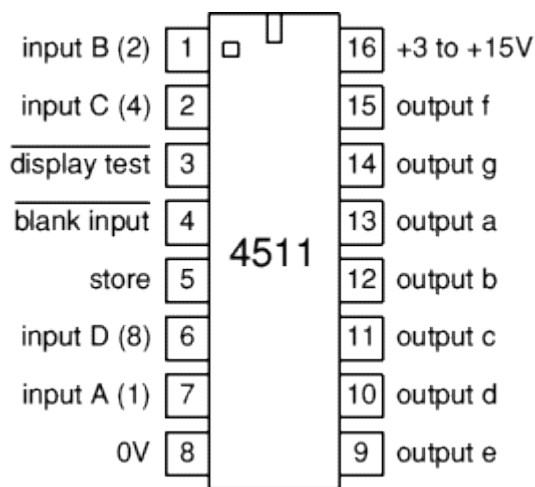 input B (2) 1 16 +3 to +15V
input C (4) 2 15 output f
display test 3 14 output g
blank input 4 13 output a
4511
store 5 12 output b
input D (8) 6 11 output c
input A (1) 7 10 output d
0V 8 9 output e